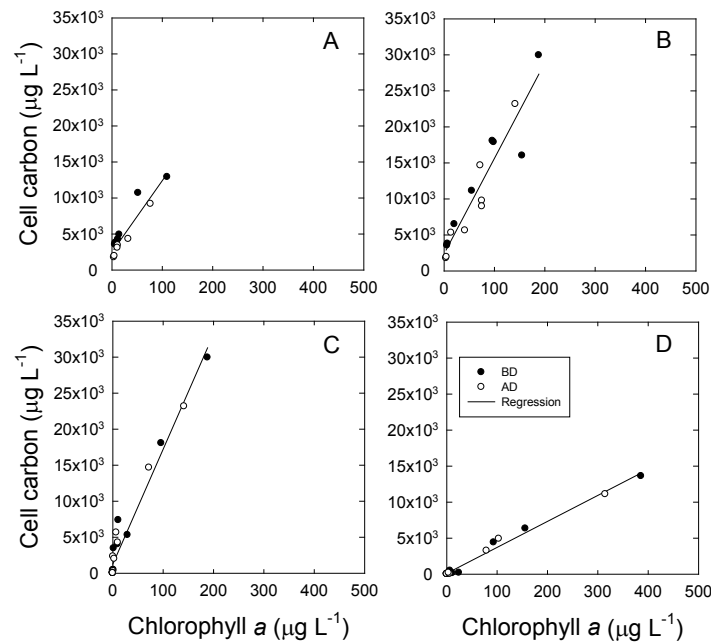 A
35x10³
30x10³
25x10³
20x10³
15x10³
10x10³
5x10³
0
0 100 200 300 400 500
Cell carbon (µg L⁻¹)
B
35x10³
30x10³
25x10³
20x10³
15x10³
10x10³
5x10³
0
0 100 200 300 400 500
C
35x10³
30x10³
25x10³
20x10³
15x10³
10x10³
5x10³
0
0 100 200 300 400 500
Cell carbon (µg L⁻¹)
Chlorophyll a (µg L⁻¹)
D
35x10³
30x10³
25x10³
20x10³
15x10³
10x10³
5x10³
0
0 100 200 300 400 500
BD
AD
Regression
Chlorophyll a (µg L⁻¹)